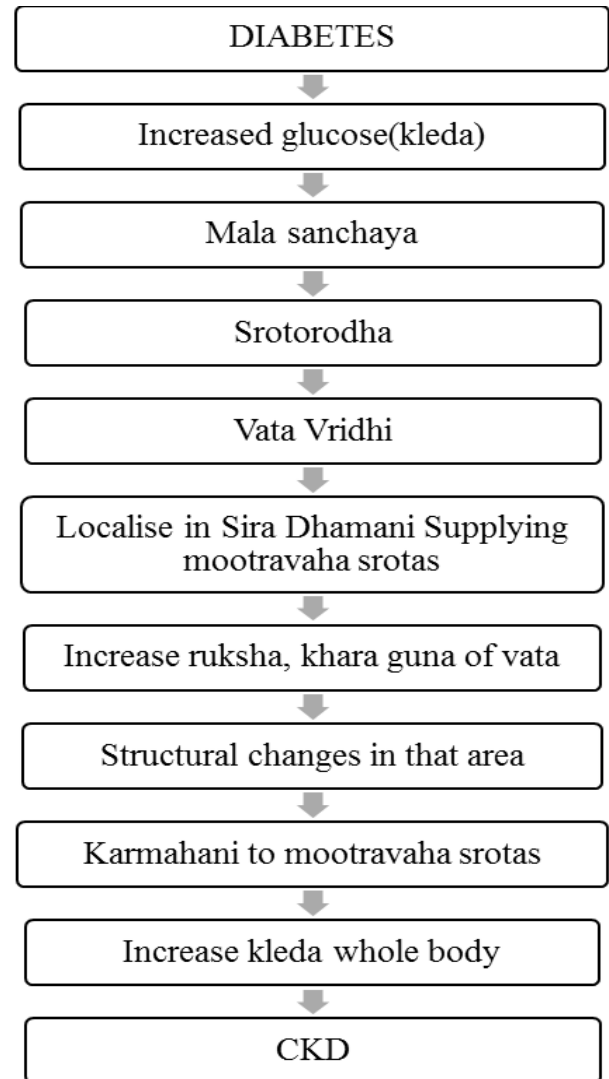 DIABETES
Increased glucose(kleda)
Mala sanchaya
Srotorodha
Vata Vridhi
Localise in Sira Dhamani Supplying
mootravaha srotas
Increase ruksha, khara guna of vata
Structural changes in that area
Karmahani to mootravaha srotas
Increase kleda whole body
CKD